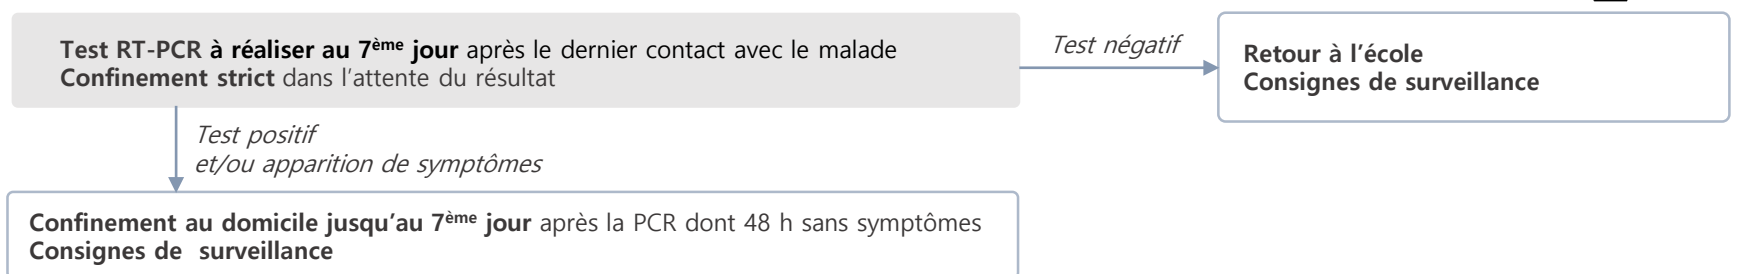 Test RT-PCR à réaliser au 7ème jour après le dernier contact avec le malade
Confinement strict dans l’attente du résultat
Test négatif
Retour à l’école
Consignes de surveillance
Test positif
et/ou apparition de symptômes
Confinement au domicile jusqu’au 7ème jour après la PCR dont 48 h sans symptômes
Consignes de surveillance